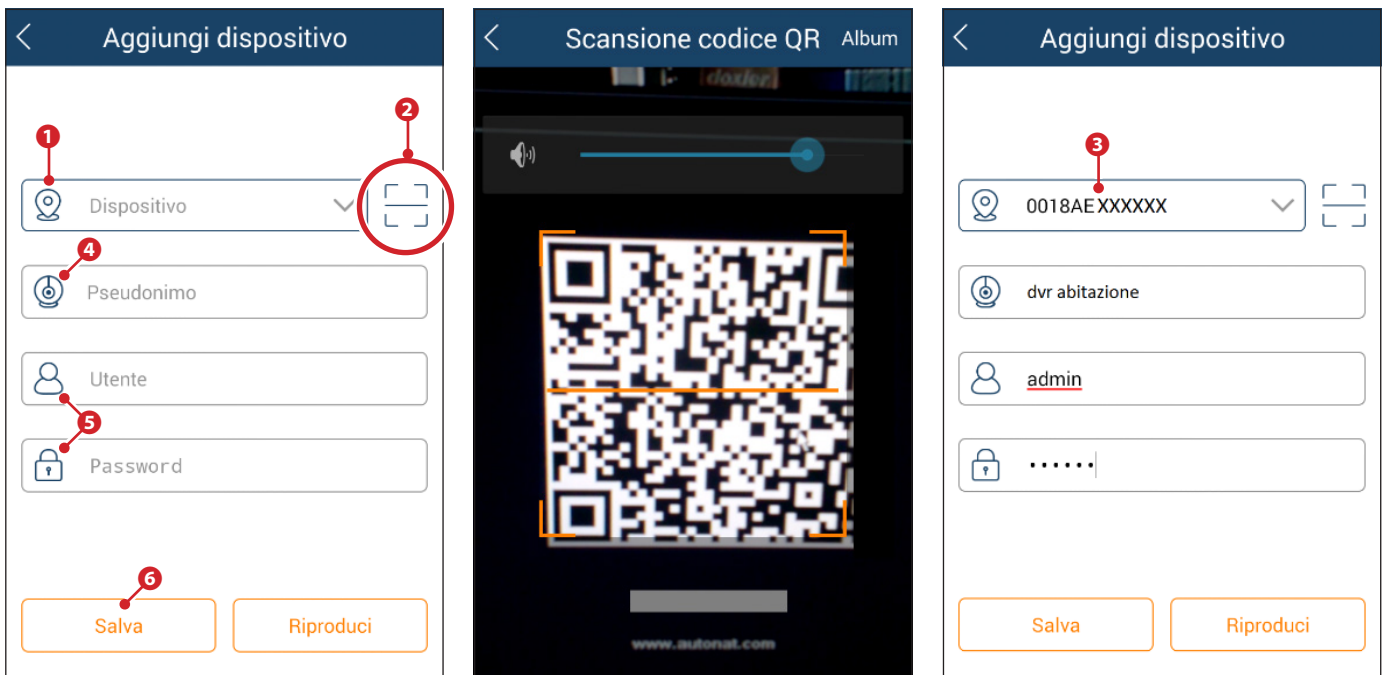 Aggiungi dispositivo
2
1
Dispositivo
4
Pseudonimo
Utente
5
Password
6
Salva
Riproduci
Scansione codice QR
Album
doxler
www.autonat.com
Aggiungi dispositivo
3
0018AEXXXXXX
dvr abitazione
admin
••••••
Salva
Riproduci